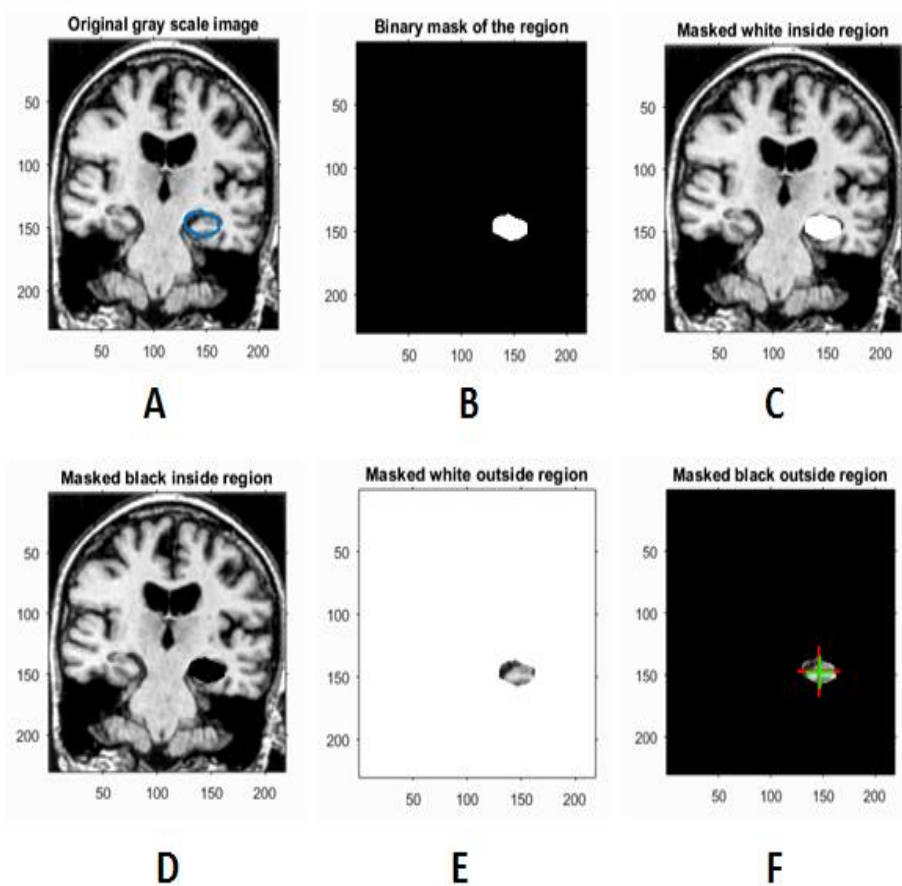 Original gray scale image
50
100
150
200
50 100 150 200
A
Binary mask of the region
50
100
150
200
50 100 150 200
B
Masked white inside region
50
100
150
200
50 100 150 200
C
Masked black inside region
50
100
150
200
50 100 150 200
D
Masked white outside region
50
100
150
200
50 100 150 200
E
Masked black outside region
50
100
150
200
50 100 150 200
F